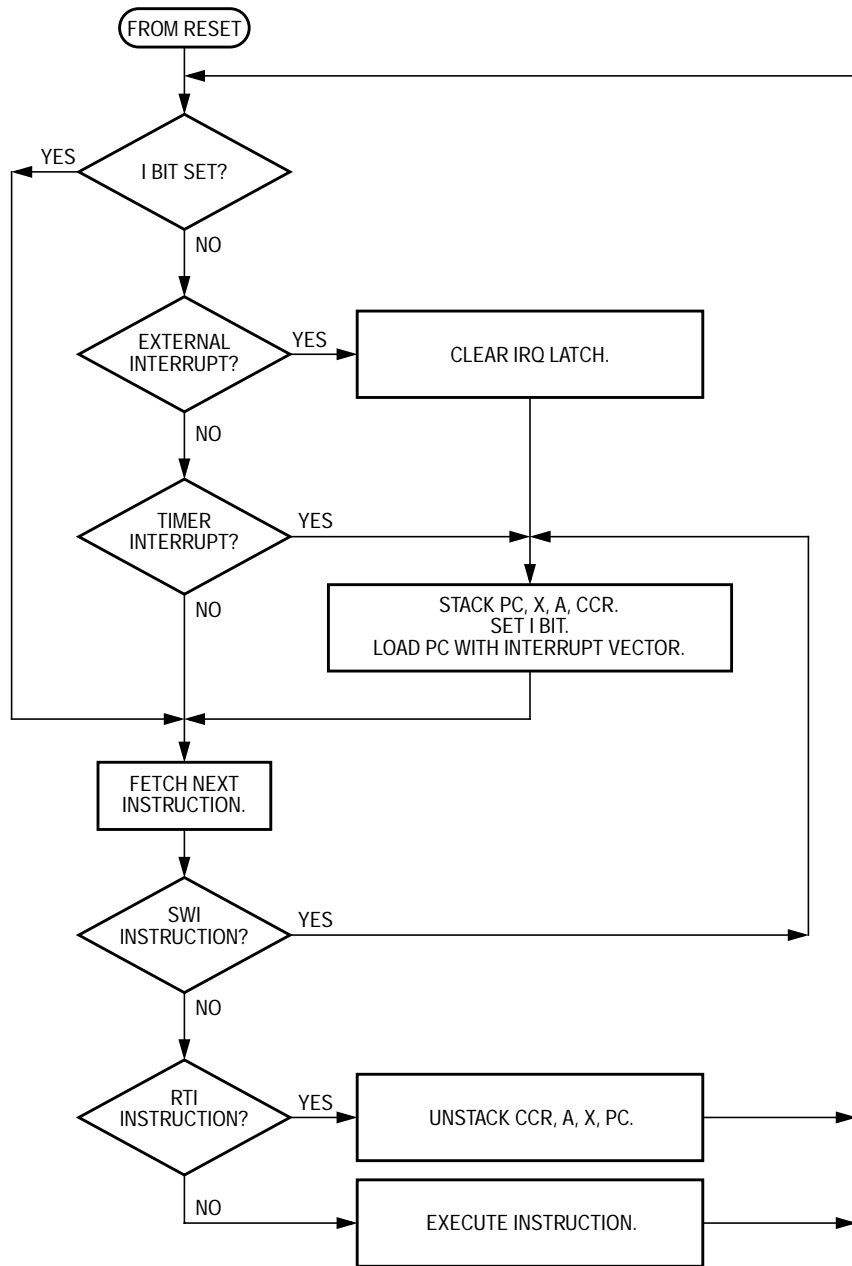 FROM RESET
YES
I BIT SET?
NO
EXTERNAL
INTERRUPT?
YES
CLEAR IRQ LATCH.
NO
TIMER
INTERRUPT?
YES
NO
STACK PC, X, A, CCR.
SET I BIT.
LOAD PC WITH INTERRUPT VECTOR.
FETCH NEXT
INSTRUCTION.
SWI
INSTRUCTION?
YES
NO
RTI
INSTRUCTION?
YES
UNSTACK CCR, A, X, PC.
NO
EXECUTE INSTRUCTION.